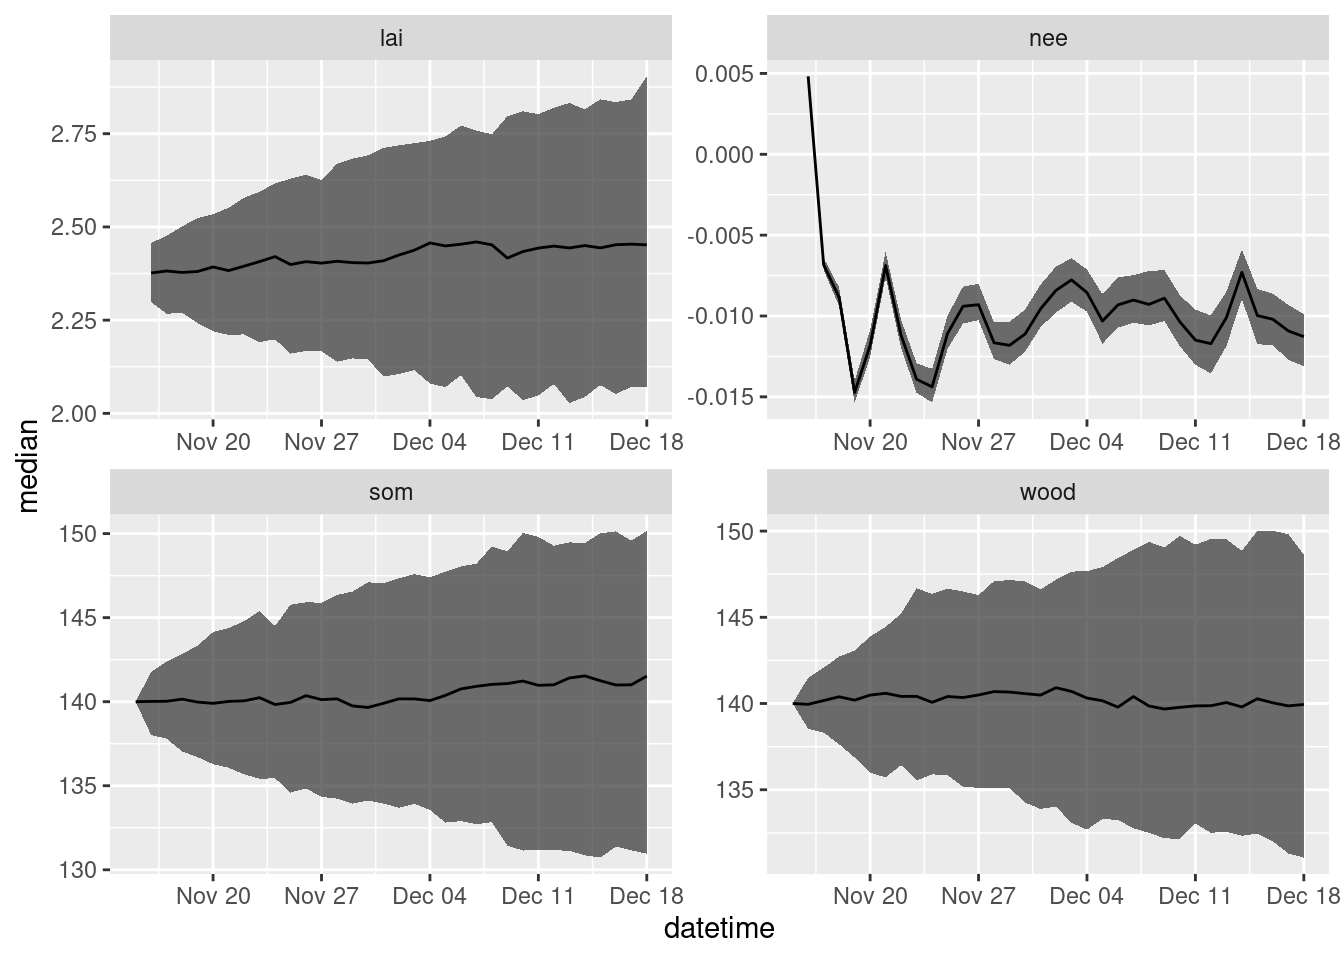 lai
nee
2.75
2.50
2.25
2.00
0.005
0.000
-0.005
-0.010
-0.015
Nov 20 Nov 27 Dec 04 Dec 11 Dec 18
Nov 20 Nov 27 Dec 04 Dec 11 Dec 18
median
som
wood
150
145
140
135
130
150
145
140
135
Nov 20 Nov 27 Dec 04 Dec 11 Dec 18
Nov 20 Nov 27 Dec 04 Dec 11 Dec 18
datetime